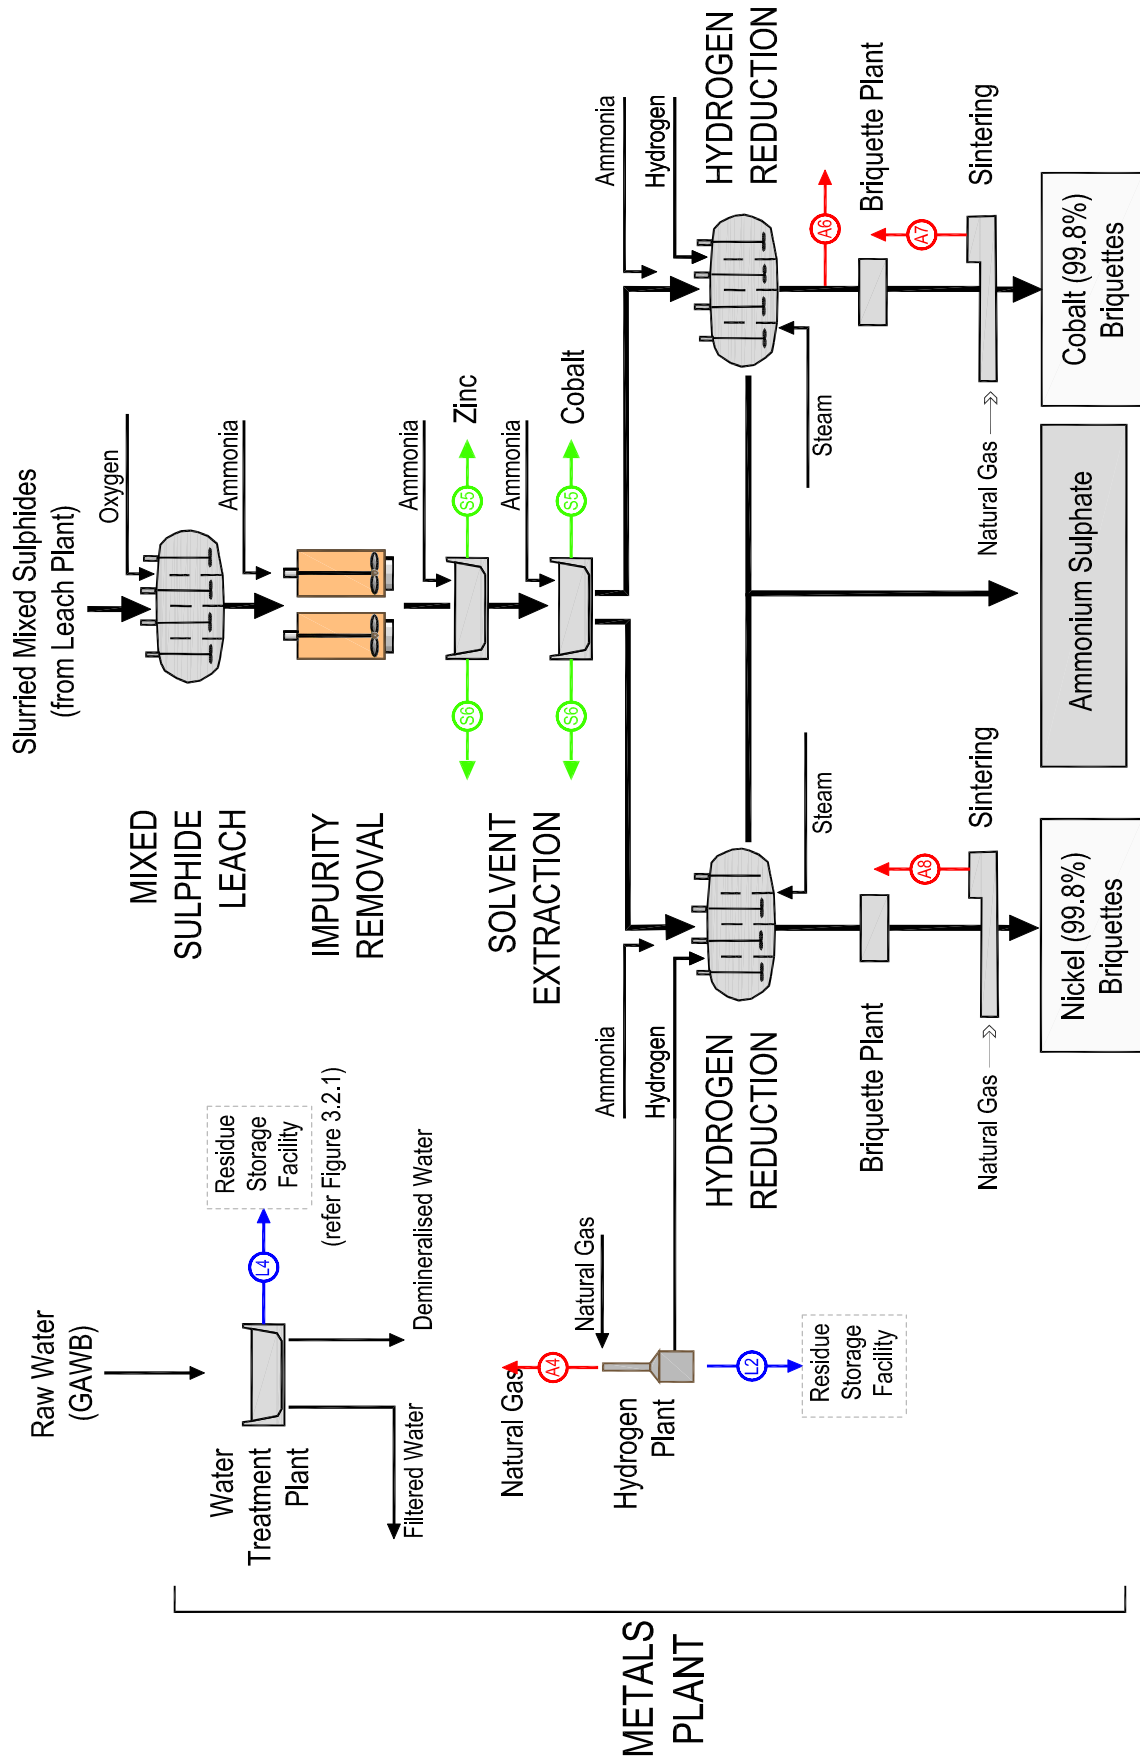 Slurried Mixed Sulphides
(from Leach Plant)
Oxygen
MIXED
SULPHIDE
LEACH
Ammonia
IMPURITY
REMOVAL
Ammonia
Zinc
S5
S6
SOLVENT
EXTRACTION
Ammonia
Cobalt
S5
S6
Ammonia
Hydrogen
HYDROGEN
REDUCTION
Steam
A6
Briquette Plant
A7
Sintering
Natural Gas
Cobalt (99.8%)
Briquettes
Ammonium Sulphate
Ammonia
Hydrogen
HYDROGEN
REDUCTION
Steam
Briquette Plant
A8
Sintering
Natural Gas
Nickel (99.8%)
Briquettes
Raw Water
(GAWB)
Water
Treatment
Plant
L4
Residue
Storage
Facility
(refer Figure 3.2.1)
Demineralised Water
Filtered Water
Natural Gas
A4
Natural Gas
Hydrogen
Plant
L2
Residue
Storage
Facility
METALS
PLANT